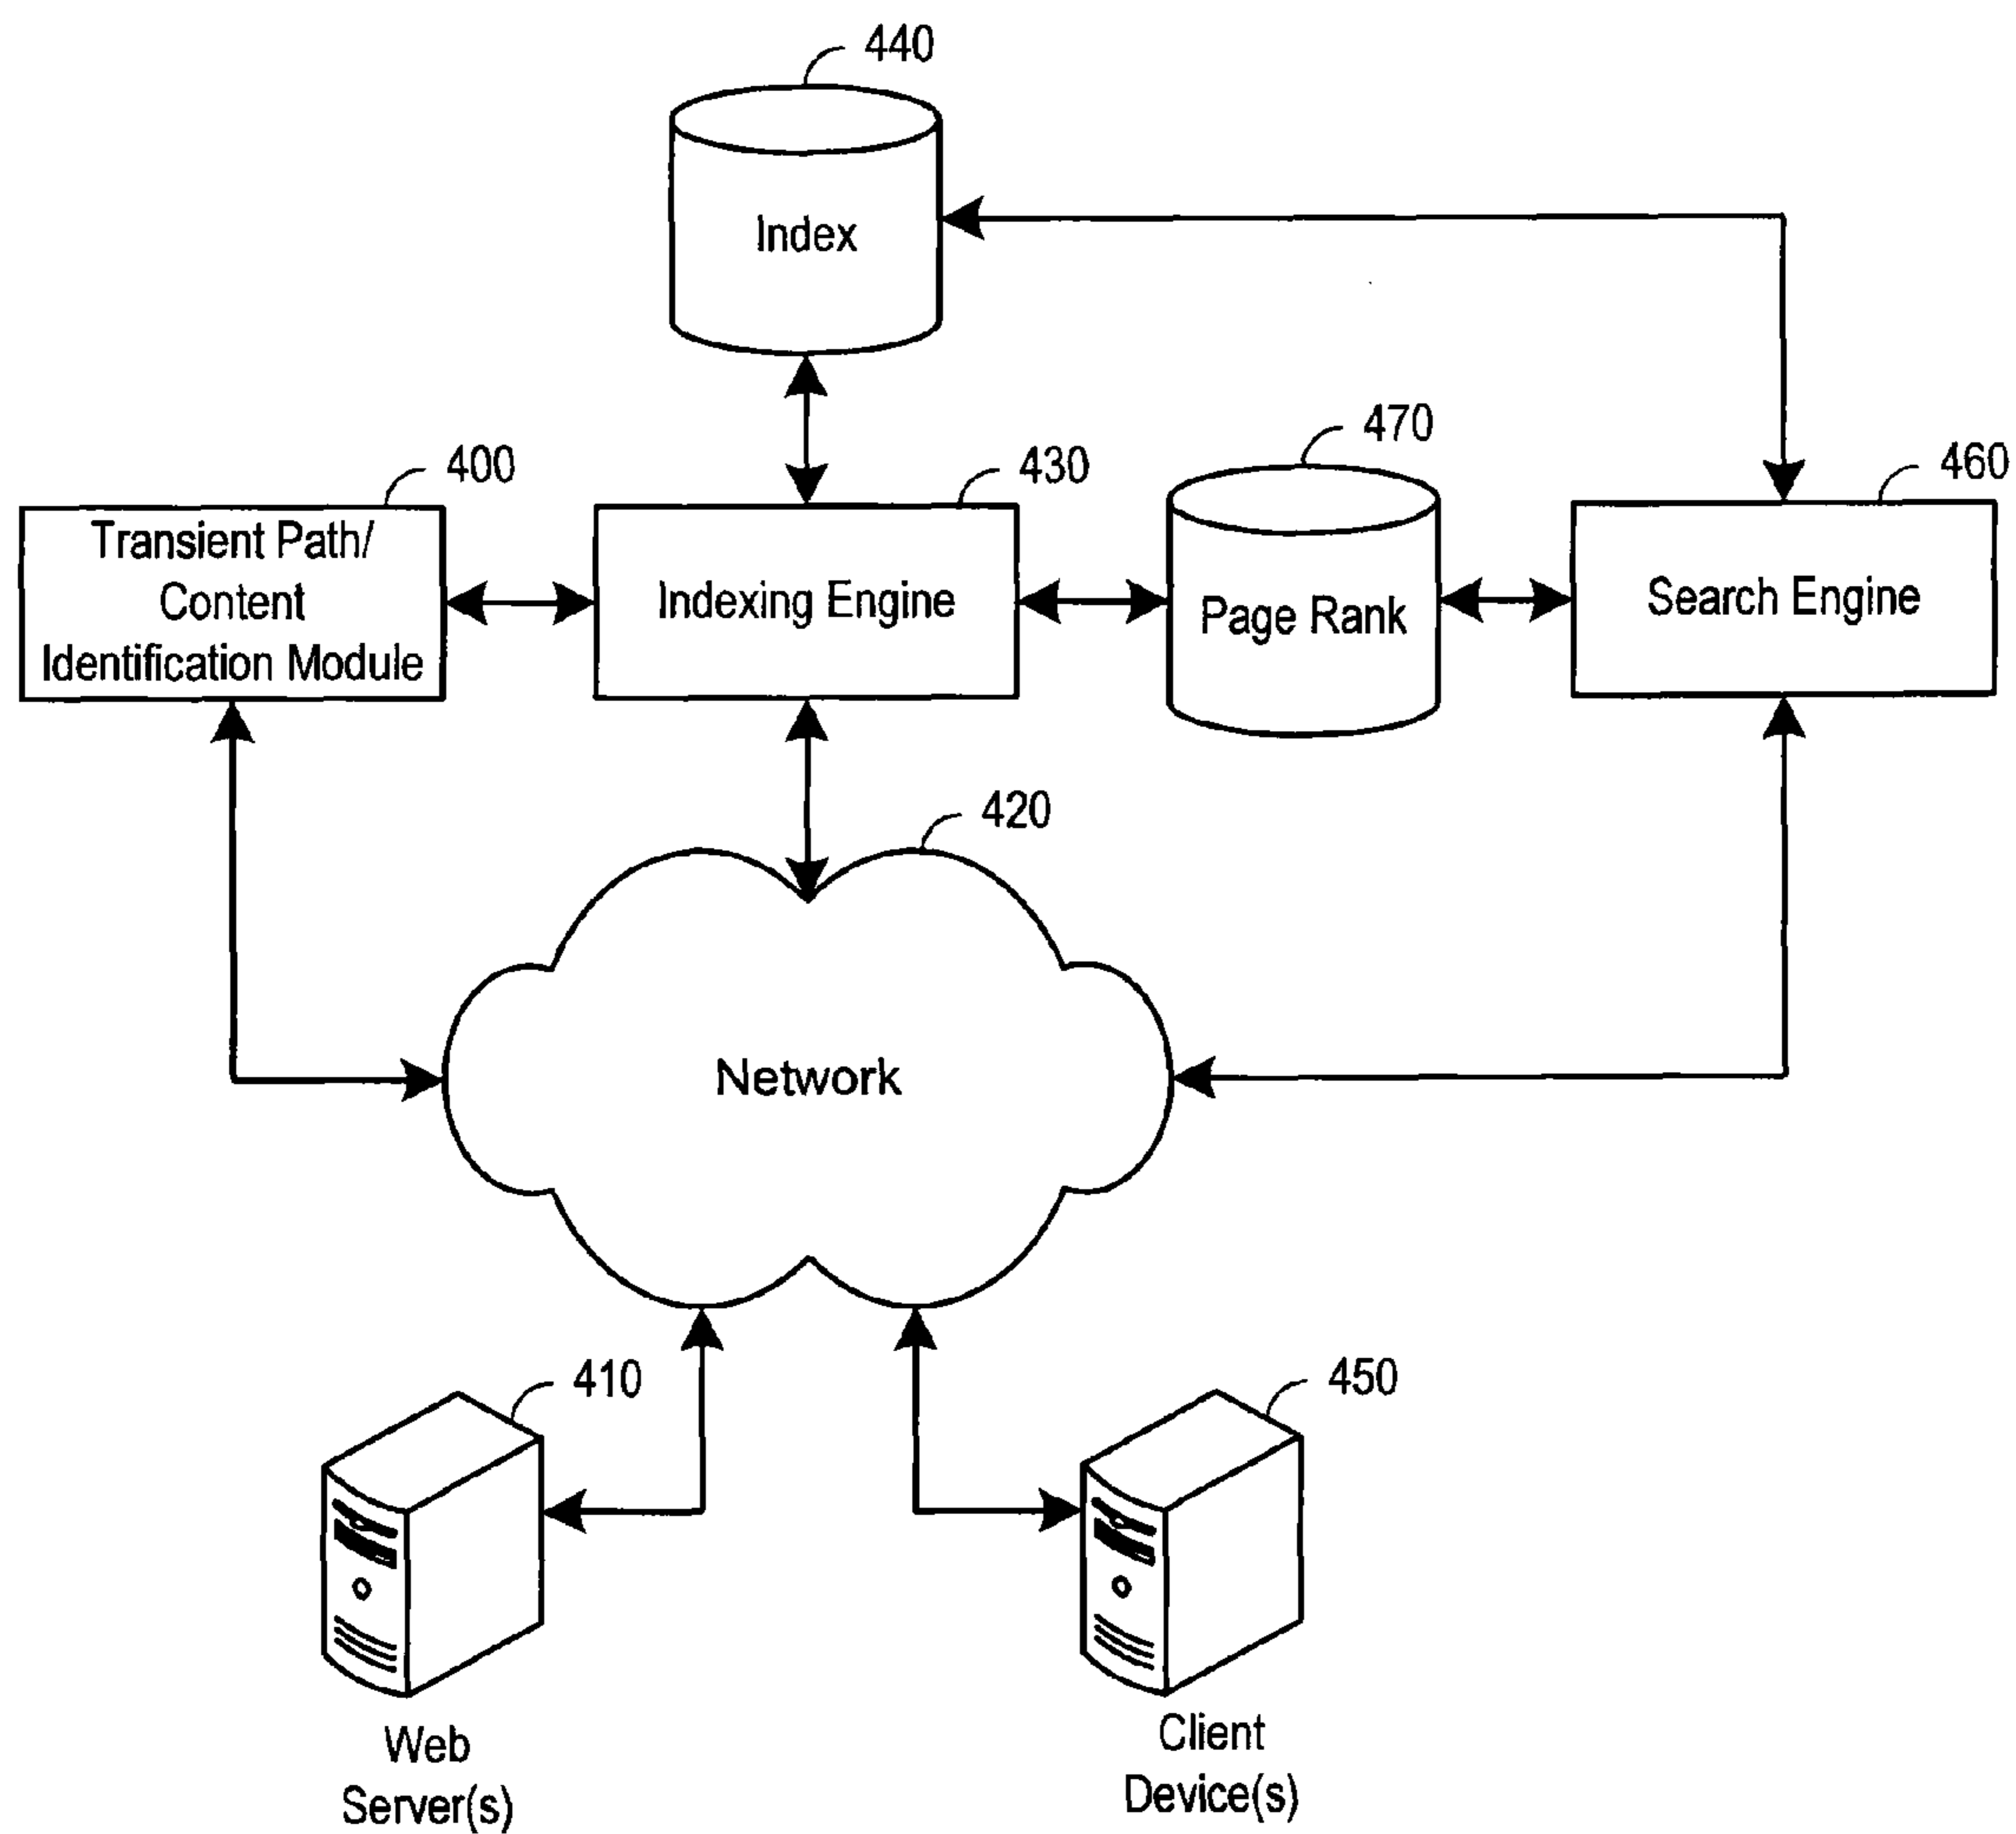 440
Index
470
400
430
460
Transient Path/
Content
Identification Module
Indexing Engine
Page Rank
Search Engine
420
Network
410
450
Web
Server(s)
Client
Device(s)